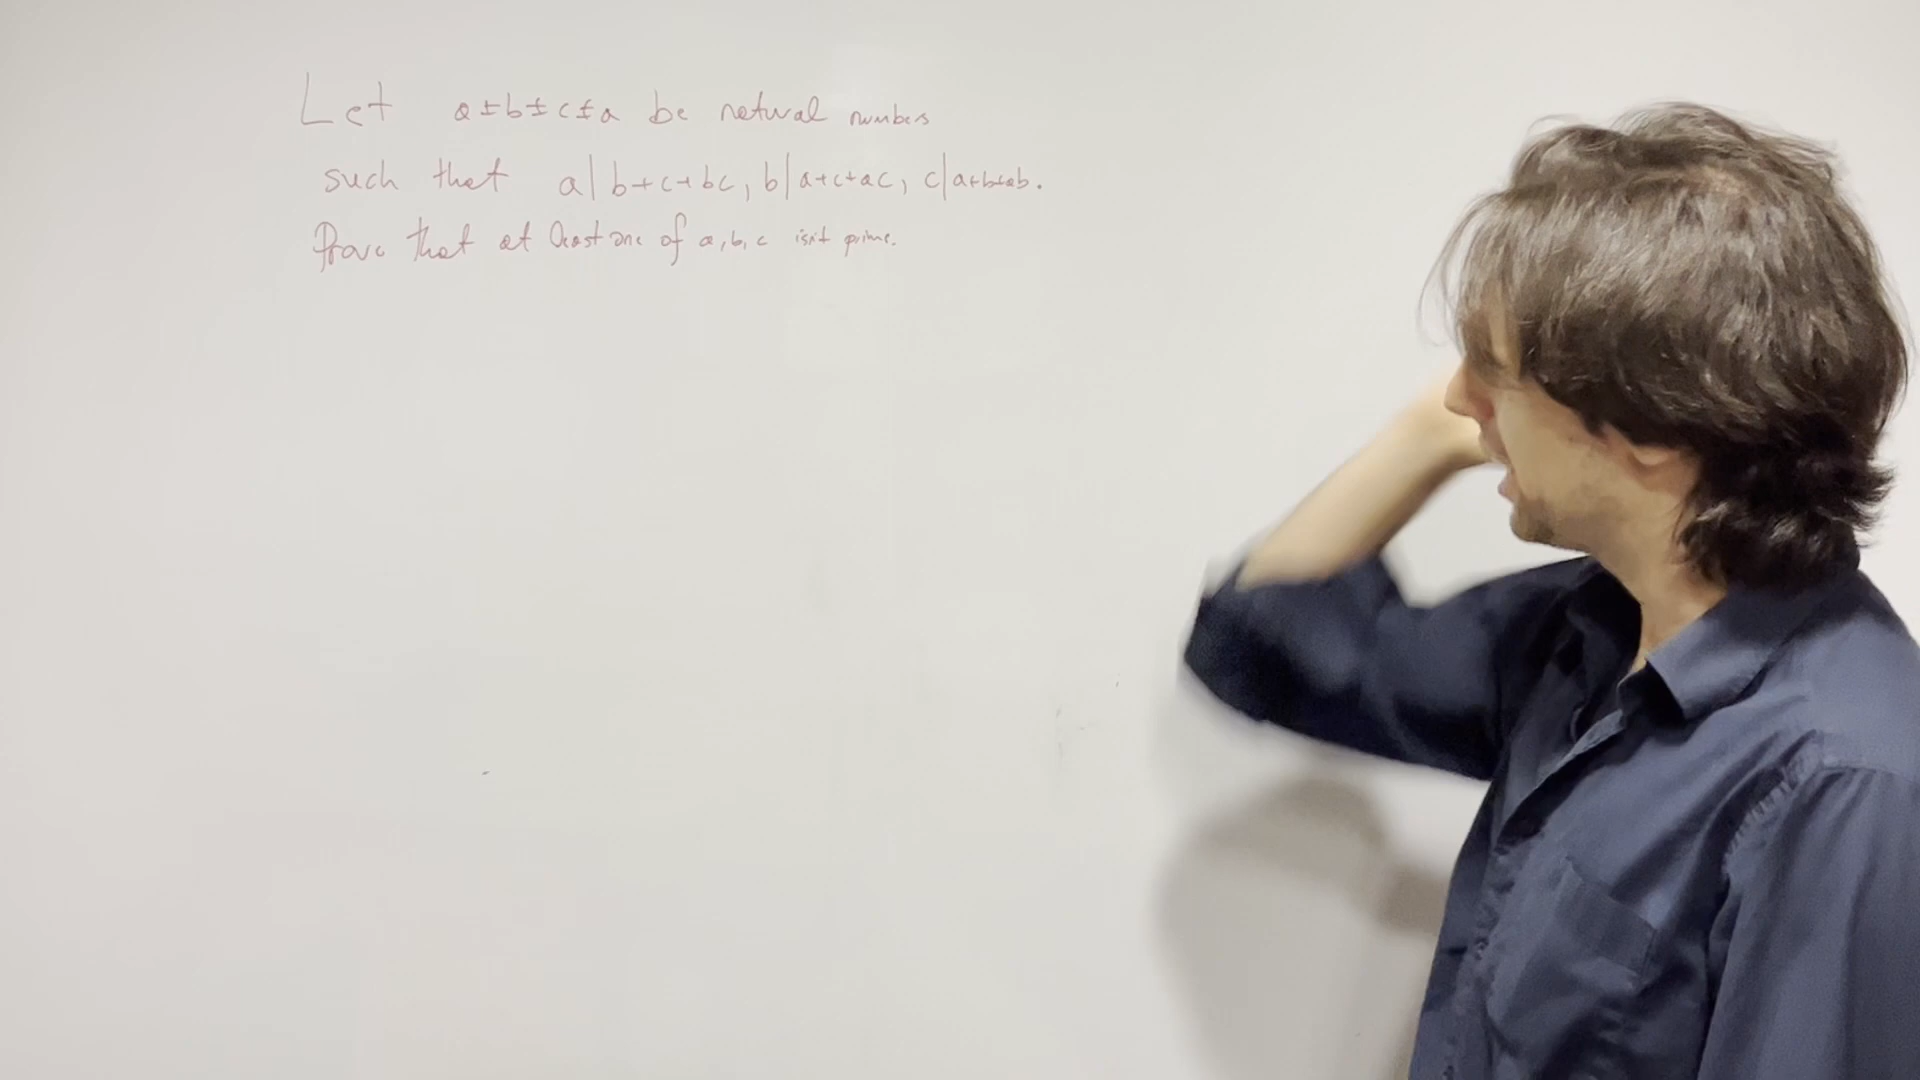 Let a ≠ b ≠ c ≠ a be natural numbers
such that a | b+c+bc, b | a+c+ac, c | a+b+ab.
Prove that at least one of a, b, c isn't prime.